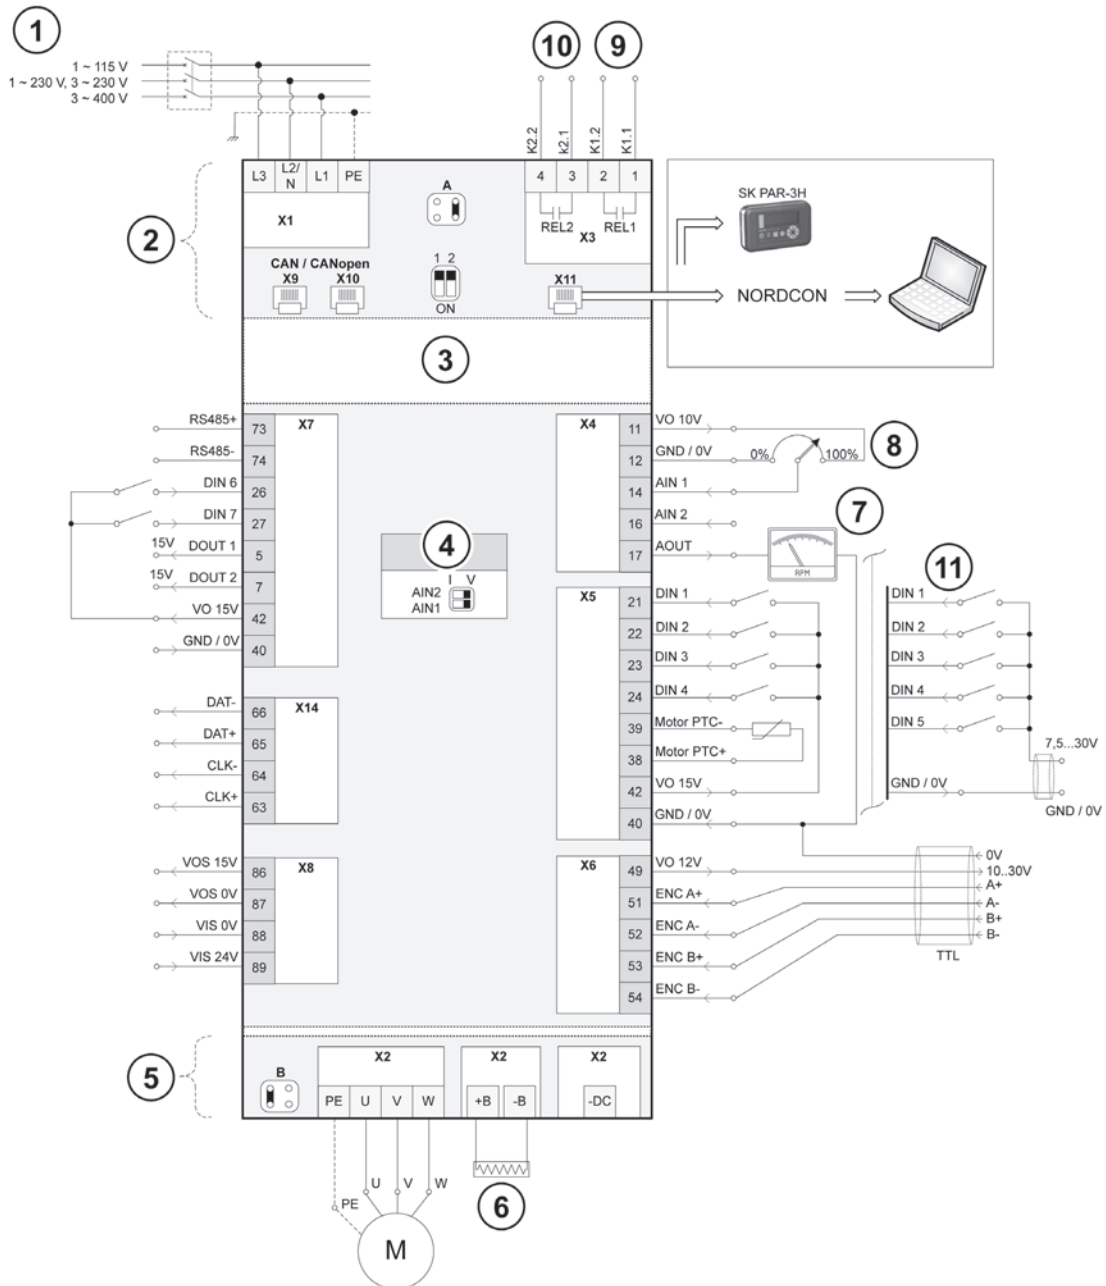 1
1 ~ 115 V
1 ~ 230 V, 3 ~ 230 V
3 ~ 400 V
10
9
K2.2
k2.1
K1.2
K1.1
L3
L2/
N
L1
PE
X1
A
4
3
2
1
REL2
REL1
X3
2
CAN / CANopen
X9
X10
1 2
ON
X11
SK PAR-3H
NORDCON
3
RS485+
73
RS485-
74
DIN 6
26
DIN 7
27
15V
DOUT 1
5
15V
DOUT 2
7
VO 15V
42
GND / 0V
40
X7
X4
11
VO 10V
12
GND / 0V
14
AIN 1
16
AIN 2
17
AOUT
0%
100%
8
7
RPM
4
I V
AIN2
AIN1
X5
21
DIN 1
22
DIN 2
23
DIN 3
24
DIN 4
39
Motor PTC-
38
Motor PTC+
42
VO 15V
40
GND / 0V
11
DIN 1
DIN 2
DIN 3
DIN 4
DIN 5
7,5...30V
GND / 0V
GND / 0V
DAT-
66
DAT+
65
CLK-
64
CLK+
63
X14
VOS 15V
86
VOS 0V
87
VIS 0V
88
VIS 24V
89
X8
X6
49
VO 12V
51
ENC A+
52
ENC A-
53
ENC B+
54
ENC B-
0V
10..30V
A+
A-
B+
B-
TTL
5
B
X2
PE
U
V
W
X2
+B
-B
X2
-DC
U
V
W
PE
M
6